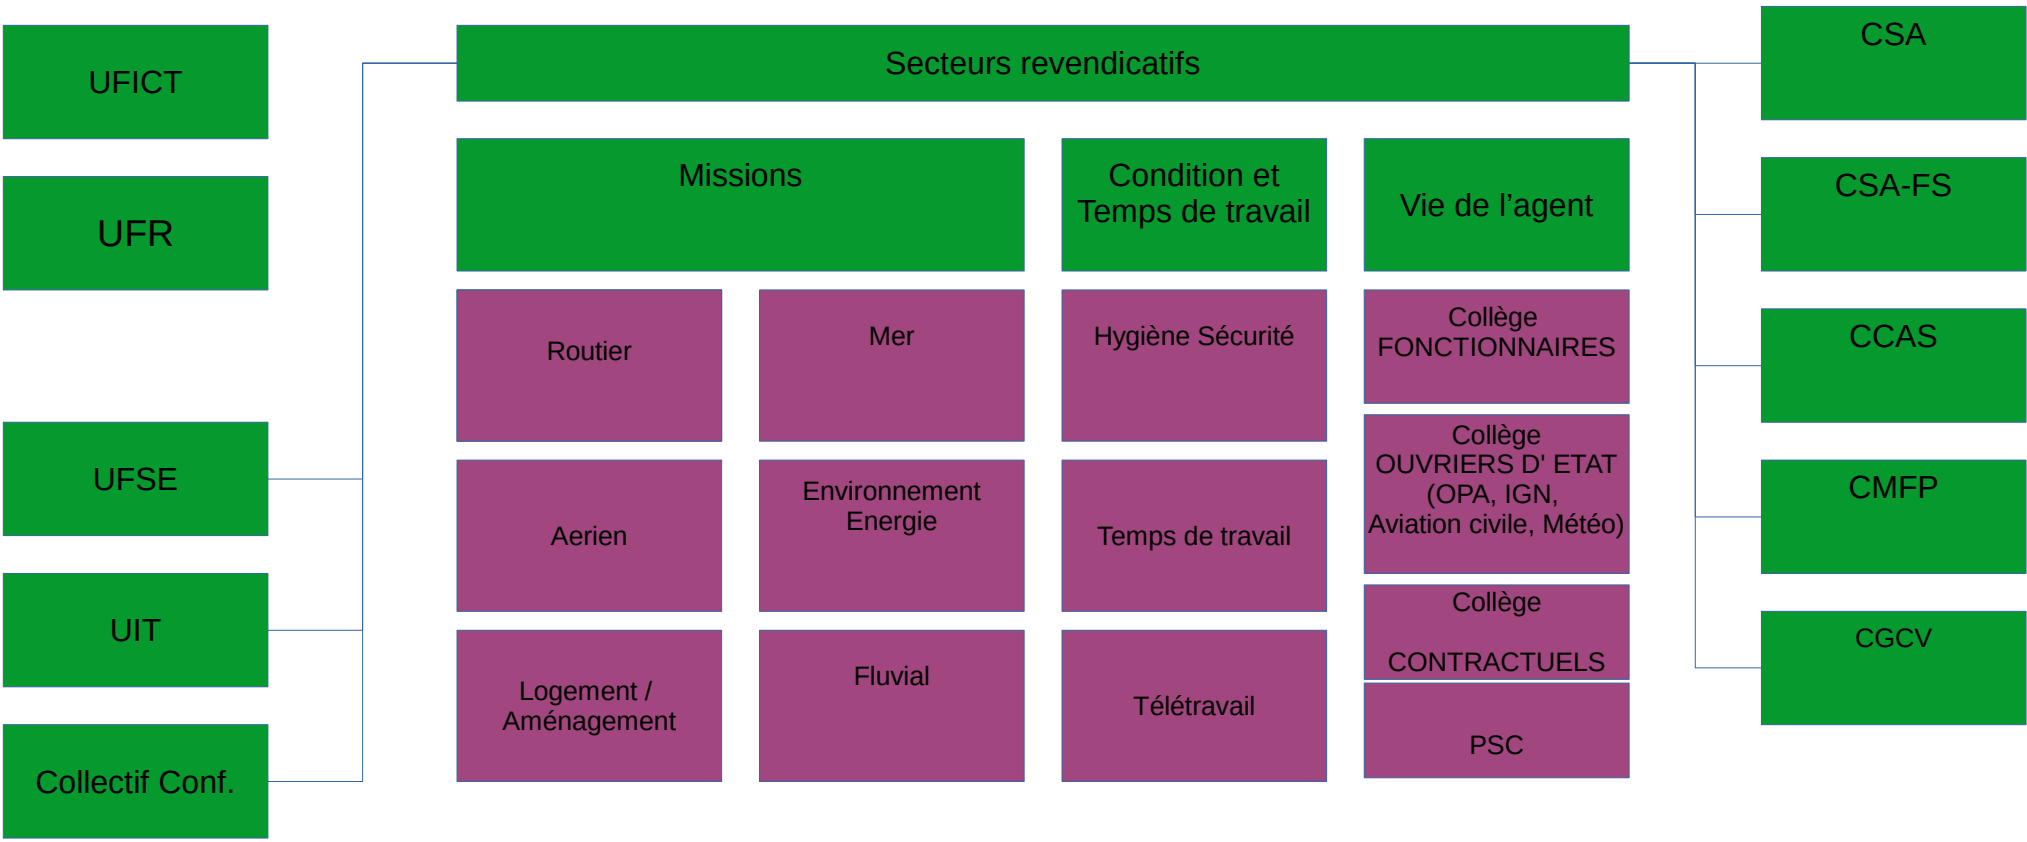 UFICT
UFR
UFSE
UIT
Collectif Conf.
Secteurs revendicatifs
Missions
Condition et
Temps de travail
Vie de l’agent
Routier
Mer
Hygiène Sécurité
Collège
FONCTIONNAIRES
Aerien
Environnement
Energie
Temps de travail
Collège
OUVRIERS D' ETAT
(OPA, IGN,
Aviation civile, Météo)
Logement /
Aménagement
Fluvial
Télétravail
Collège
CONTRACTUELS
PSC
CSA
CSA-FS
CCAS
CMFP
CGCV